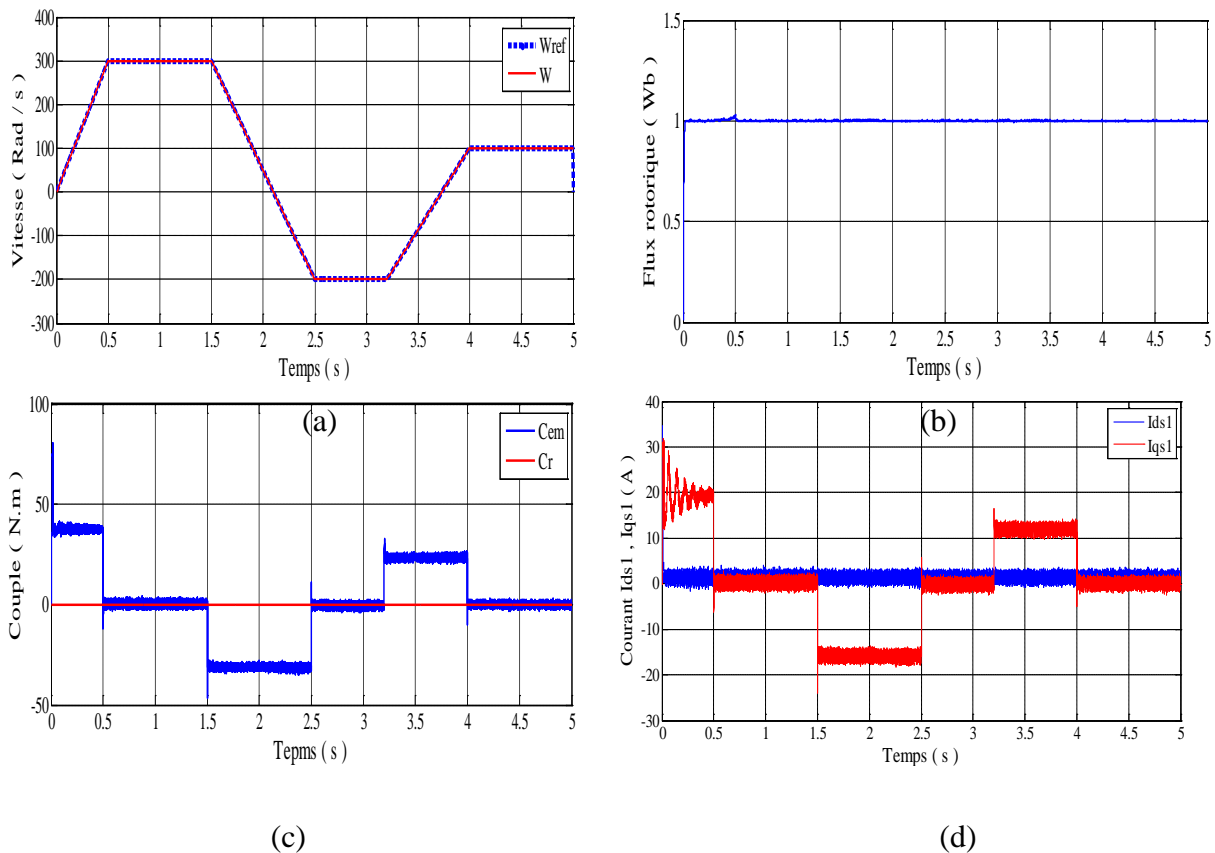 400
300
200
100
0
-100
-200
-300
Vitesse ( Rad / s )
0 0.5 1 1.5 2 2.5 3 3.5 4 4.5 5
Temps ( s )
Wref
W
(a)
1
0.5
0
Flux rotorique ( Wb )
0 0.5 1 1.5 2 2.5 3 3.5 4 4.5 5
Temps ( s )
(b)
100
50
0
-50
Couple ( N.m )
0 0.5 1 1.5 2 2.5 3 3.5 4 4.5 5
Tepms ( s )
Cem
Cr
(c)
40
30
20
10
0
-10
-20
-30
Courant Ids1 , Iqs1 ( A )
0 0.5 1 1.5 2 2.5 3 3.5 4 4.5 5
Temps ( s )
Ids1
Iqs1
(d)